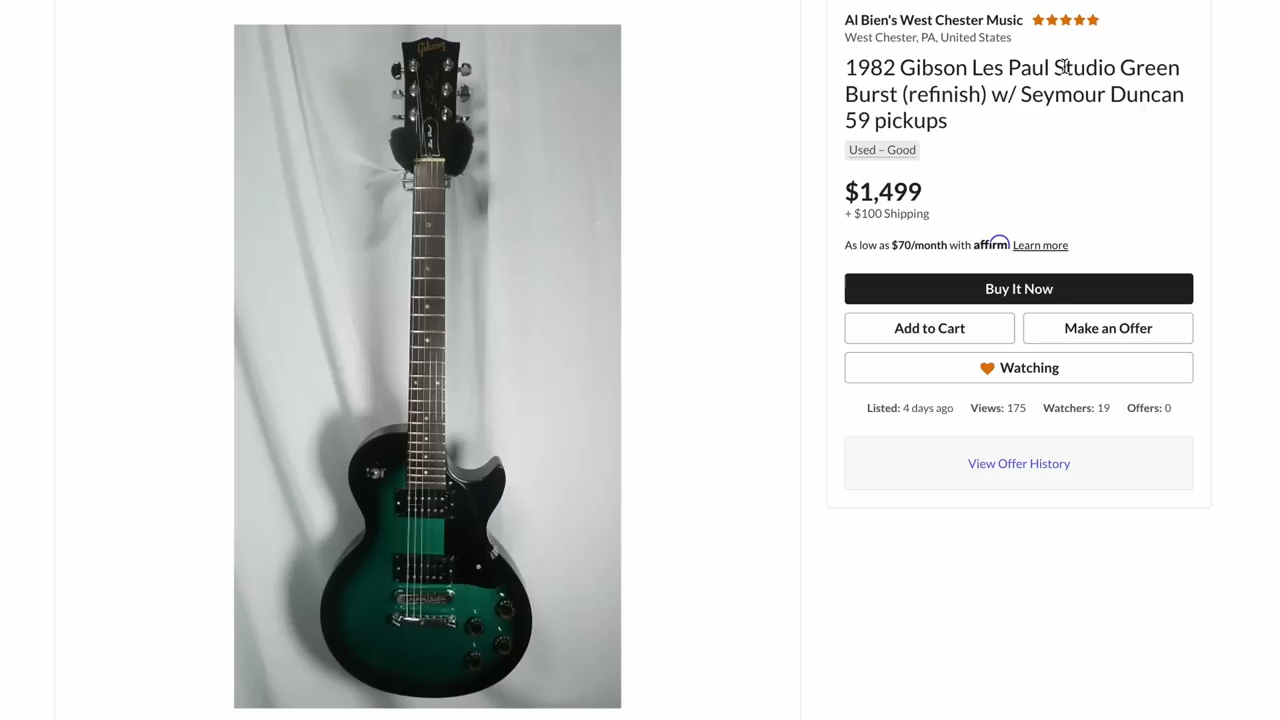 Gibson
Al Bien's West Chester Music
West Chester, PA, United States
1982 Gibson Les Paul Studio Green
Burst (refinish) w/ Seymour Duncan
59 pickups
Used – Good
$1,499
+ $100 Shipping
As low as $70/month with affirm Learn more
Buy It Now
Add to Cart
Make an Offer
Watching
Listed: 4 days ago Views: 175 Watchers: 19 Offers: 0
View Offer History